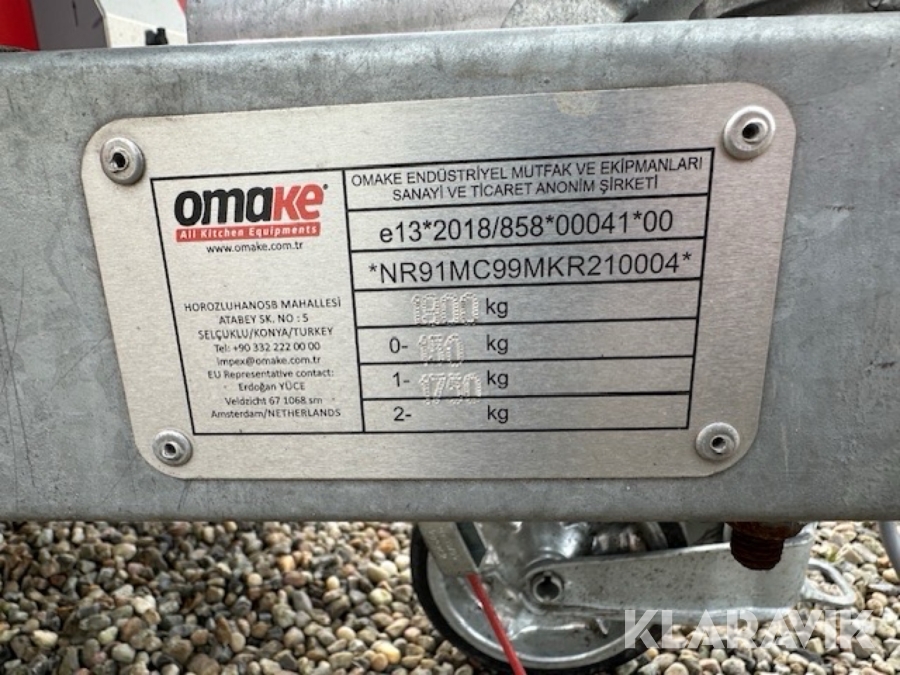 omake®
All Kitchen Equipments
www.omake.com.tr
HOROZLUHANOSB MAHALLESİ
ATABEY SK. NO : 5
SELÇUKLU/KONYA/TURKEY
Tel: +90 332 222 00 00
impex@omake.com.tr
EU Representative contact:
Erdoğan YÜCE
Veldzicht 67 1068 sm
Amsterdam/NETHERLANDS
OMAKE ENDÜSTRİYEL MUTFAK VE EKİPMANLARI
SANAYİ VE TİCARET ANONİM ŞİRKETİ
e13*2018/858*00041*00
*NR91MC99MKR210004*
1800 kg
0- kg
1- 1750 kg
2- kg
KLARAVIK